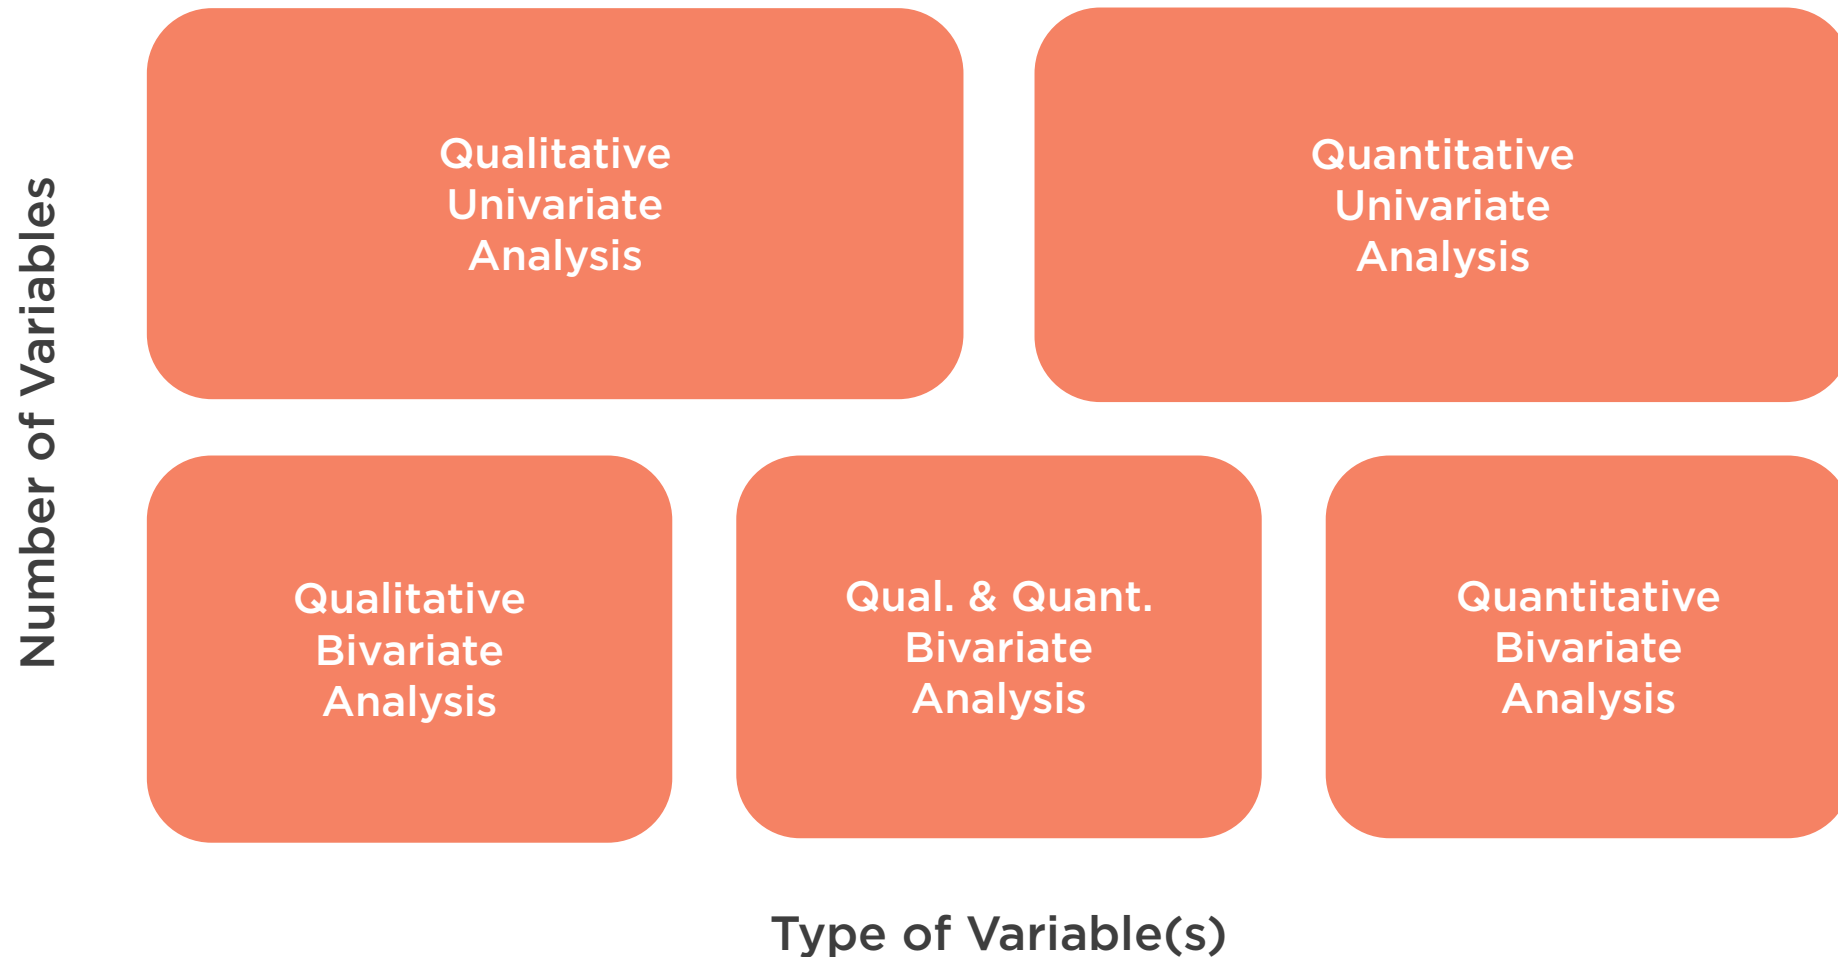 Number of Variables
Qualitative
Univariate
Analysis
Quantitative
Univariate
Analysis
Qualitative
Bivariate
Analysis
Qual. & Quant.
Bivariate
Analysis
Quantitative
Bivariate
Analysis
Type of Variable(s)